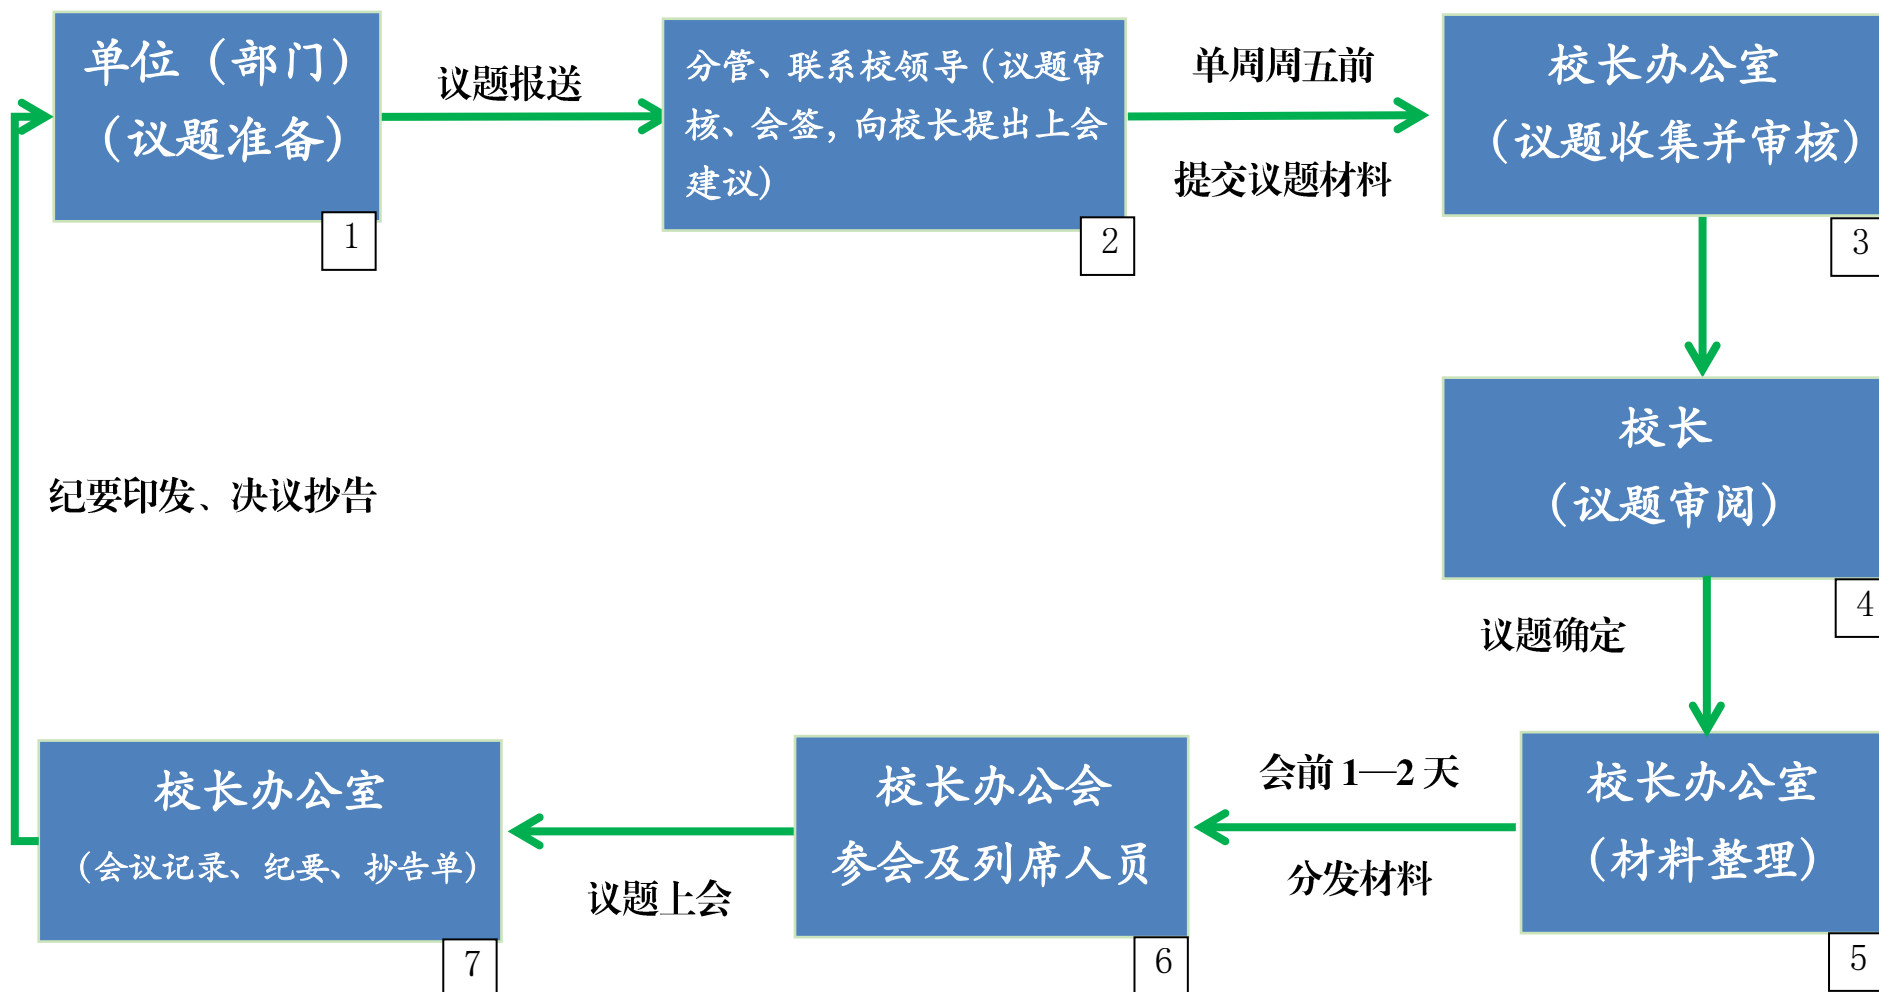 单位（部门）
（议题准备）
1
议题报送
分管、联系校领导（议题审
核、会签，向校长提出上会
建议）
2
单周周五前
提交议题材料
校长办公室
（议题收集并审核）
3
校长
（议题审阅）
4
议题确定
校长办公室
（材料整理）
5
会前 1—2 天
分发材料
校长办公会
参会及列席人员
6
议题上会
校长办公室
（会议记录、纪要、抄告单）
7
纪要印发、决议抄告